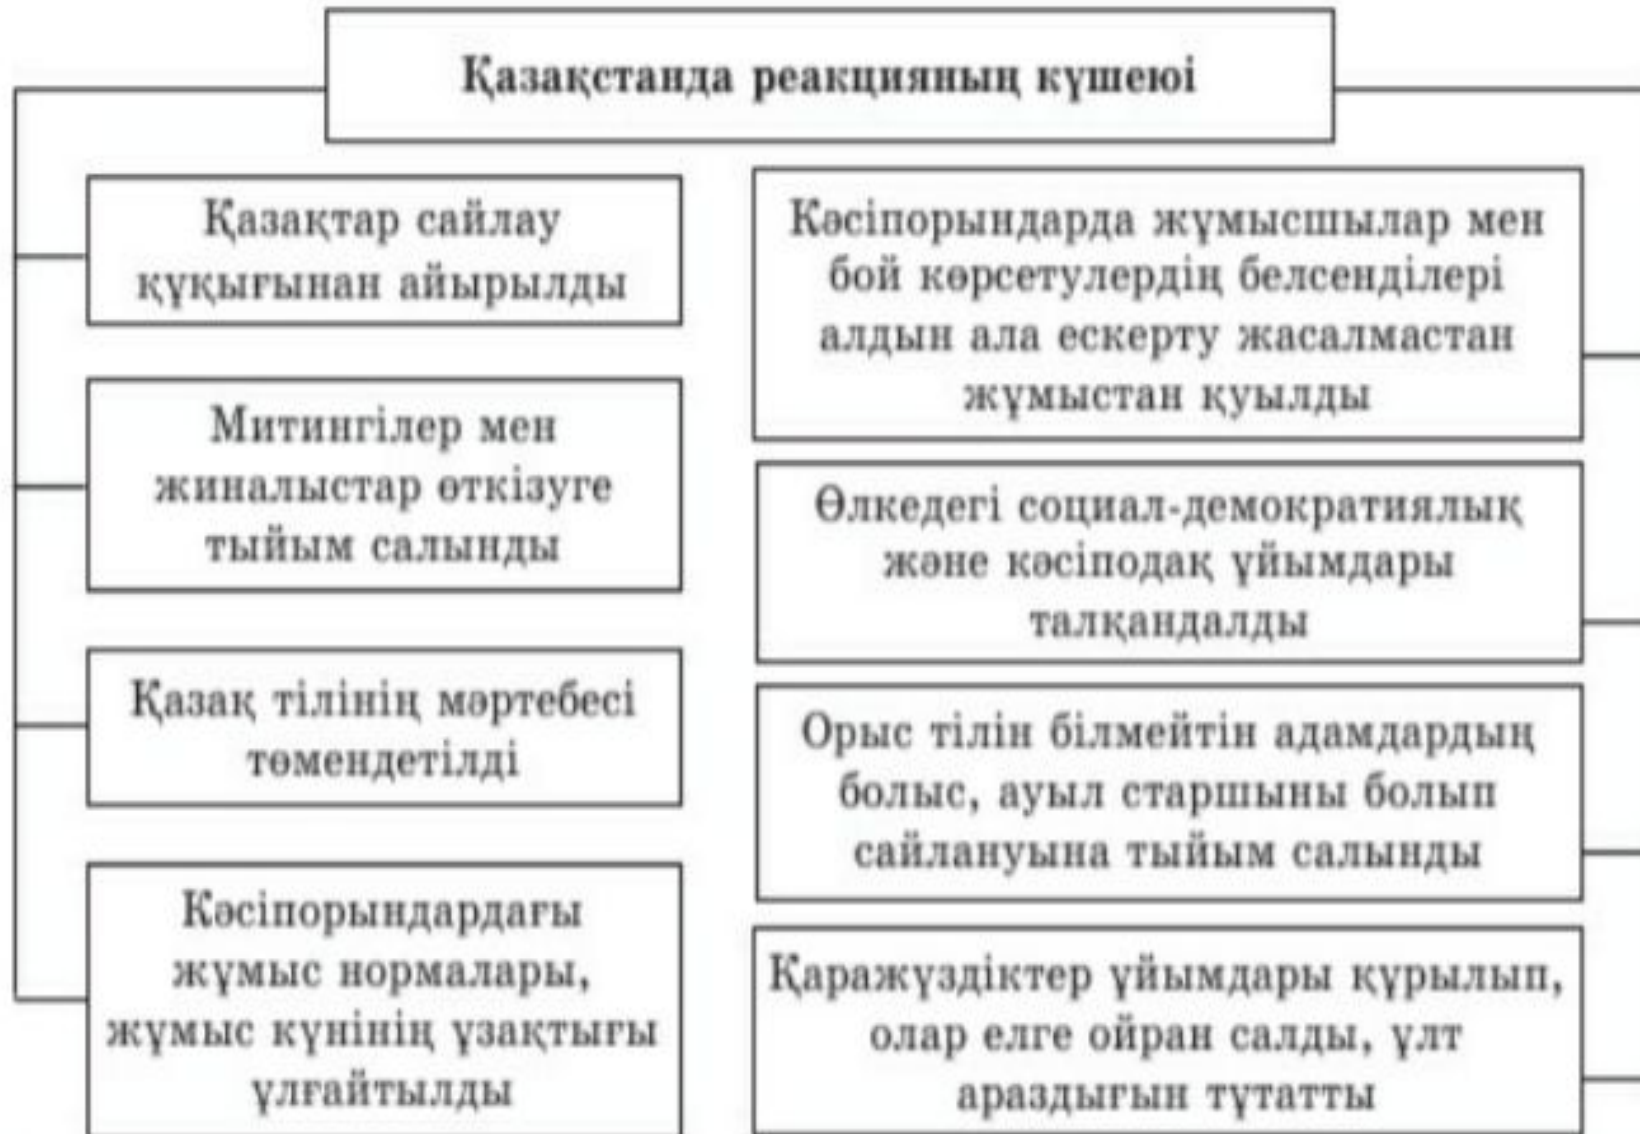 Қазақстанда реакцияның күшеюі
Қазақтар сайлау
құқығынан айырылды
Митингілер мен
жиналыстар өткізуге
тыйым салынды
Қазақ тілінің мәртебесі
төмендетілді
Кәсіпорындардағы
жұмыс нормалары,
жұмыс күнінің ұзақтығы
ұлғайтылды
Кәсіпорындарда жұмысшылар мен
бой көрсетулердің белсенділері
алдын ала ескерту жасалмастан
жұмыстан қуылды
Өлкедегі социал-демократиялық
және кәсіподақ ұйымдары
талқандалды
Орыс тілін білмейтін адамдардың
болыс, ауыл старшыны болып
сайлануына тыйым салынды
Қаражүздіктер ұйымдары құрылып,
олар елге ойран салды, ұлт
араздығын тұтатты